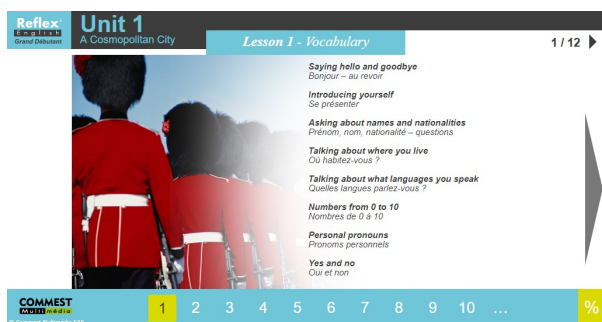 Reflex'
English
Grand Débutant
Unit 1
A Cosmopolitan City
Lesson 1 - Vocabulary
1 / 12
Saying hello and goodbye
Bonjour – au revoir
Introducing yourself
Se présenter
Asking about names and nationalities
Prénom, nom, nationalité – questions
Talking about where you live
Où habitez-vous ?
Talking about what languages you speak
Quelles langues parlez-vous ?
Numbers from 0 to 10
Nombres de 0 à 10
Personal pronouns
Pronoms personnels
Yes and no
Oui et non
COMMEST
Multimédia
1 2 3 4 5 6 7 8 9 10 ... %